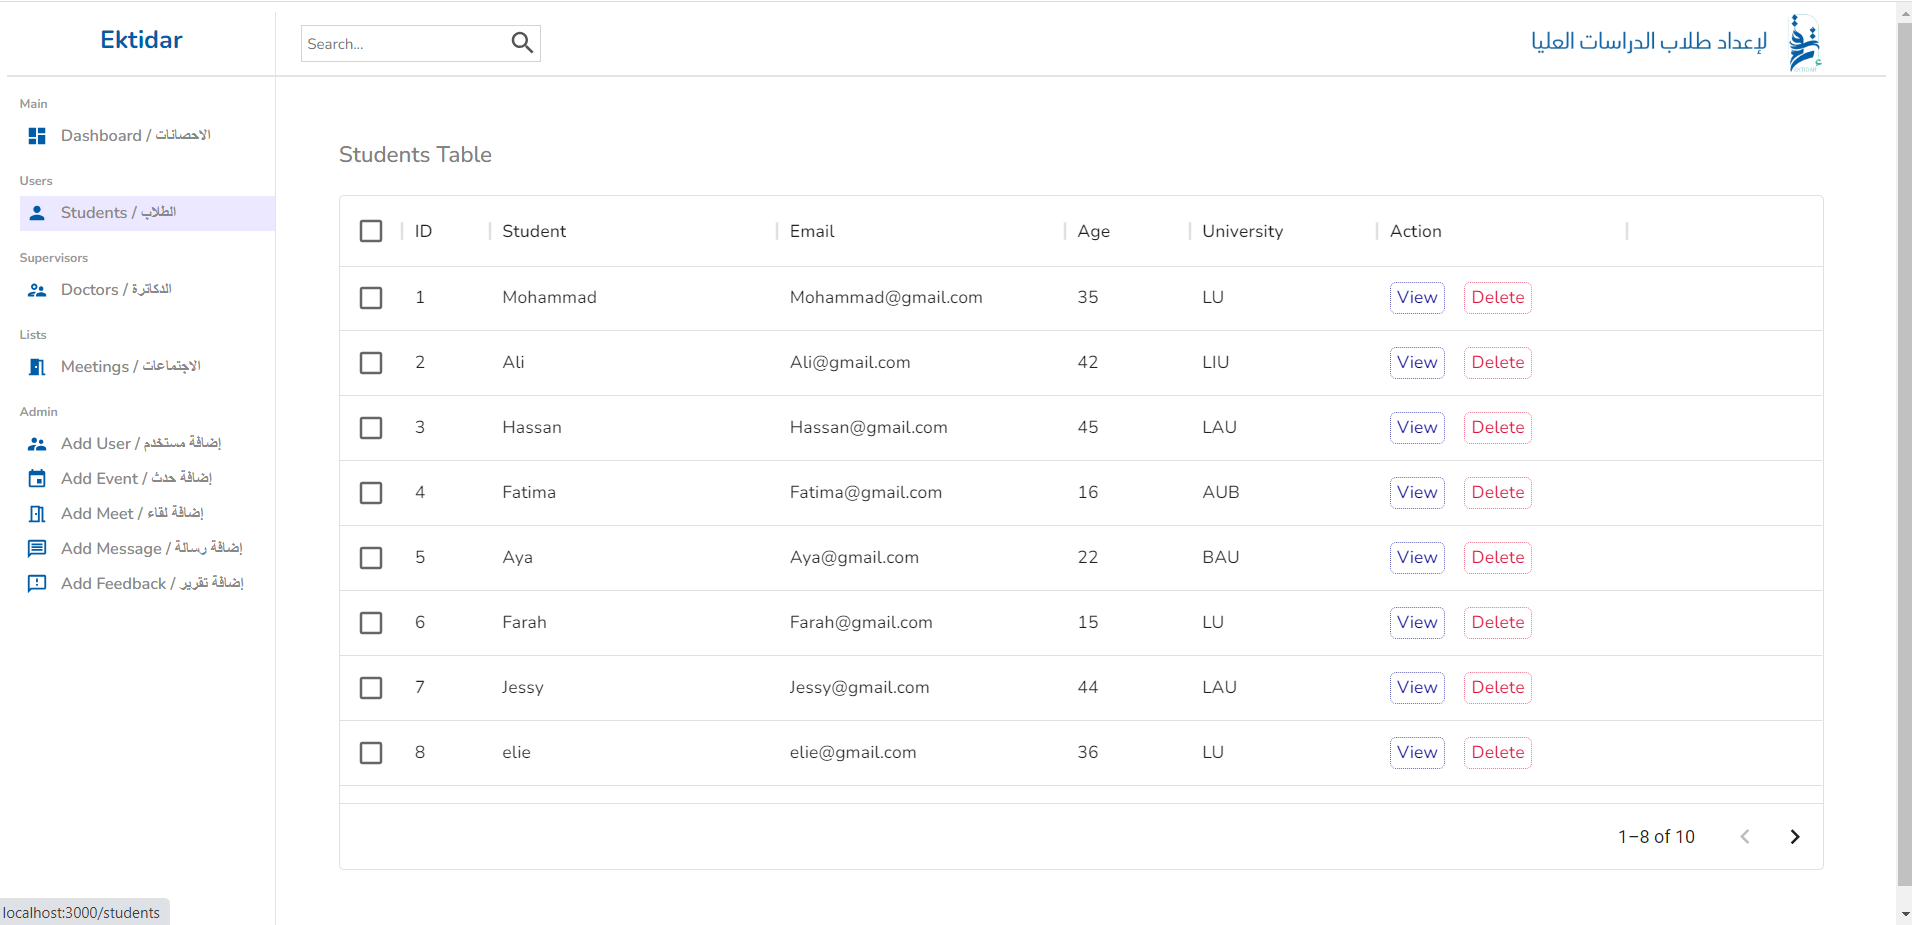 Ektidar
Search...
لإعداد طلاب الدراسات العليا
Main
Dashboard / الاحصائات
Users
Students / الطلاب
Supervisors
Doctors / الدكاترة
Lists
Meetings / الاجتماعات
Admin
Add User / إضافة مستخدم
Add Event / إضافة حدث
Add Meet / إضافة لقاء
Add Message / إضافة رسالة
Add Feedback / إضافة تقرير
Students Table
ID Student Email Age University Action
1 Mohammad Mohammad@gmail.com 35 LU View Delete
2 Ali Ali@gmail.com 42 LIU View Delete
3 Hassan Hassan@gmail.com 45 LAU View Delete
4 Fatima Fatima@gmail.com 16 AUB View Delete
5 Aya Aya@gmail.com 22 BAU View Delete
6 Farah Farah@gmail.com 15 LU View Delete
7 Jessy Jessy@gmail.com 44 LAU View Delete
8 elie elie@gmail.com 36 LU View Delete
1–8 of 10
localhost:3000/students